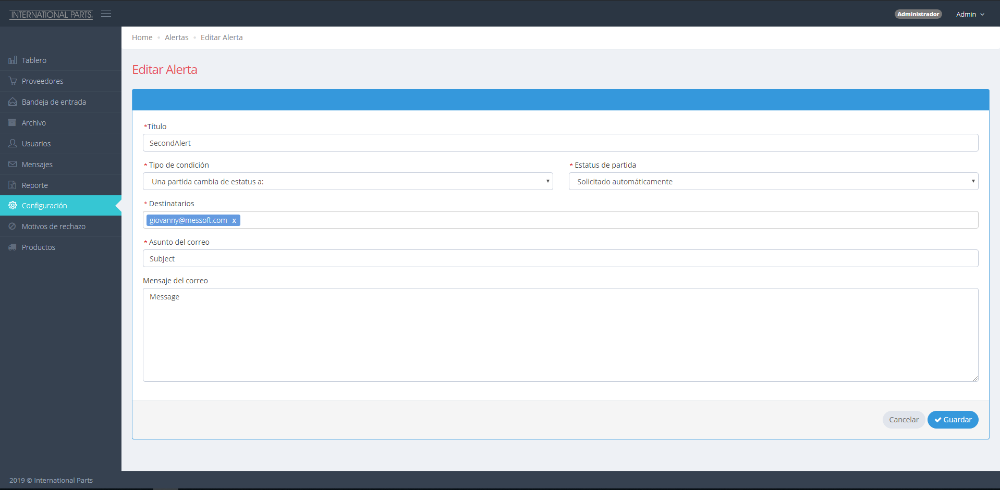 INTERNATIONAL PARTS
Administrador
Admin
Home • Alertas • Editar Alerta
Tablero
Proveedores
Bandeja de entrada
Archivo
Usuarios
Mensajes
Reporte
Configuración
Motivos de rechazo
Productos
Editar Alerta
*Título
SecondAlert
* Tipo de condición
Una partida cambia de estatus a:
* Estatus de partida
Solicitado automáticamente
* Destinatarios
giovanny@messoft.com x
* Asunto del correo
Subject
Mensaje del correo
Message
Cancelar
Guardar
2019 © International Parts